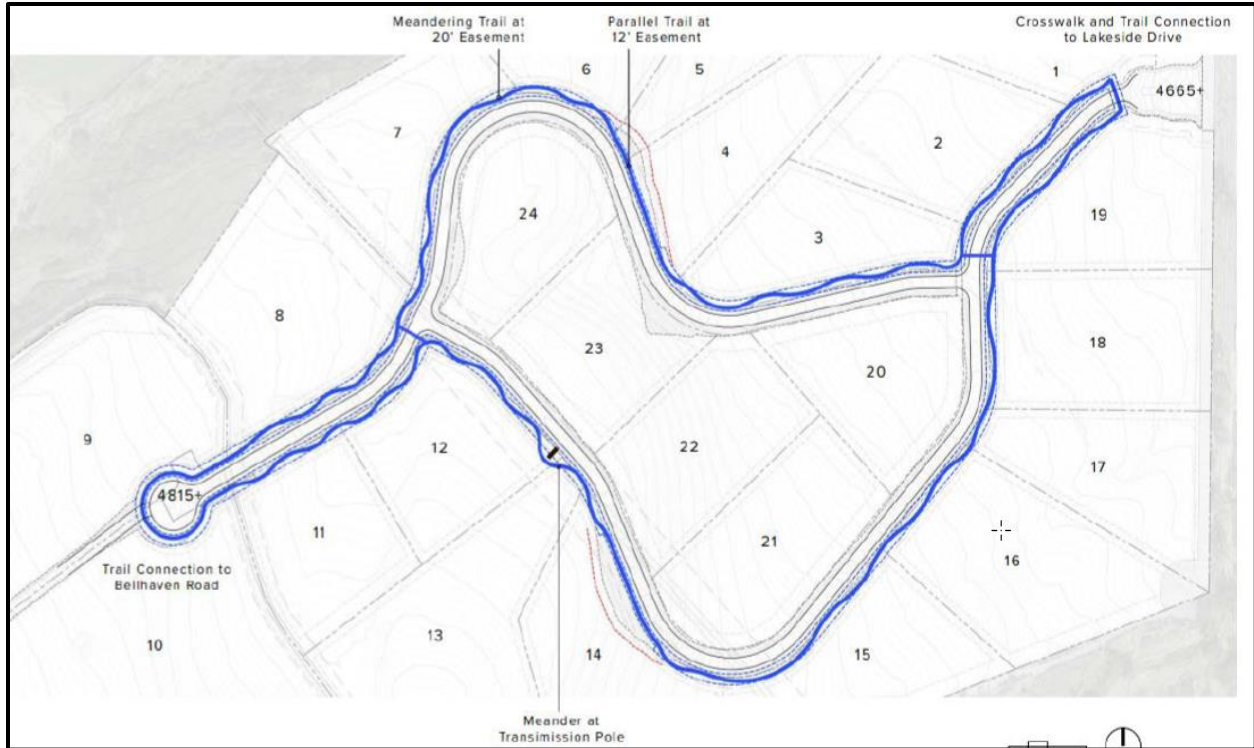 Meandering Trail at
20' Easement
Parallel Trail at
12' Easement
Crosswalk and Trail Connection
to Lakeside Drive
1
4665+
6
5
7
4
2
24
19
3
8
23
18
20
9
12
22
17
4815+
11
21
16
Trail Connection to
Bellhaven Road
10
13
14
15
Meander at
Transimission Pole